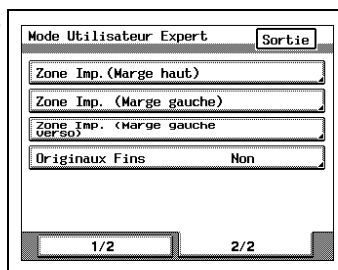 Mode Utilisateur Expert
Sortie
Zone Imp.(Marge haut)
Zone Imp. (Marge gauche)
Zone Imp. (Marge gauche
verso)
Originaux Fins Non
1/2 2/2